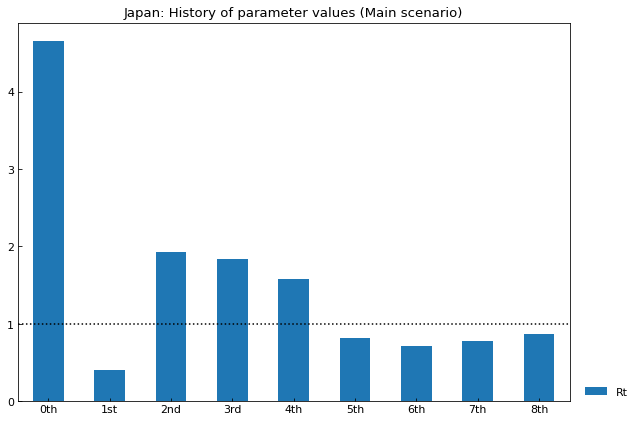 Japan: History of parameter values (Main scenario)
4
3
2
1
0
0th 1st 2nd 3rd 4th 5th 6th 7th 8th
Rt